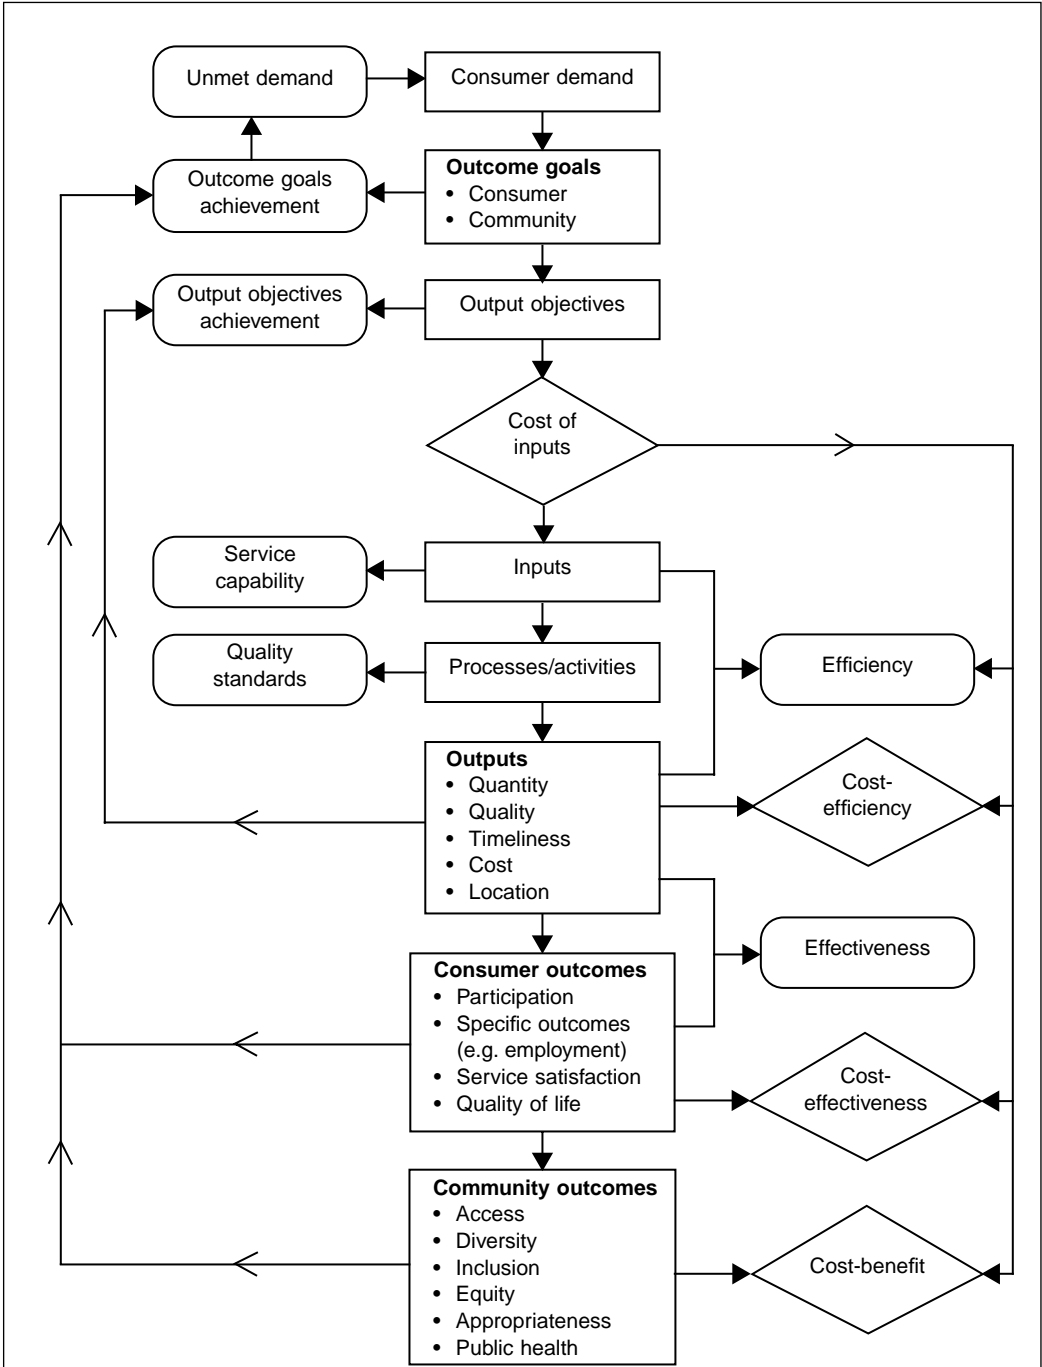 Unmet demand
Consumer demand
Outcome goals
achievement
Outcome goals
• Consumer
• Community
Output objectives
achievement
Output objectives
Cost of
inputs
Service
capability
Inputs
Quality
standards
Processes/activities
Efficiency
Outputs
• Quantity
• Quality
• Timeliness
• Cost
• Location
Cost-
efficiency
Effectiveness
Consumer outcomes
• Participation
• Specific outcomes
(e.g. employment)
• Service satisfaction
• Quality of life
Cost-
effectiveness
Community outcomes
• Access
• Diversity
• Inclusion
• Equity
• Appropriateness
• Public health
Cost-benefit